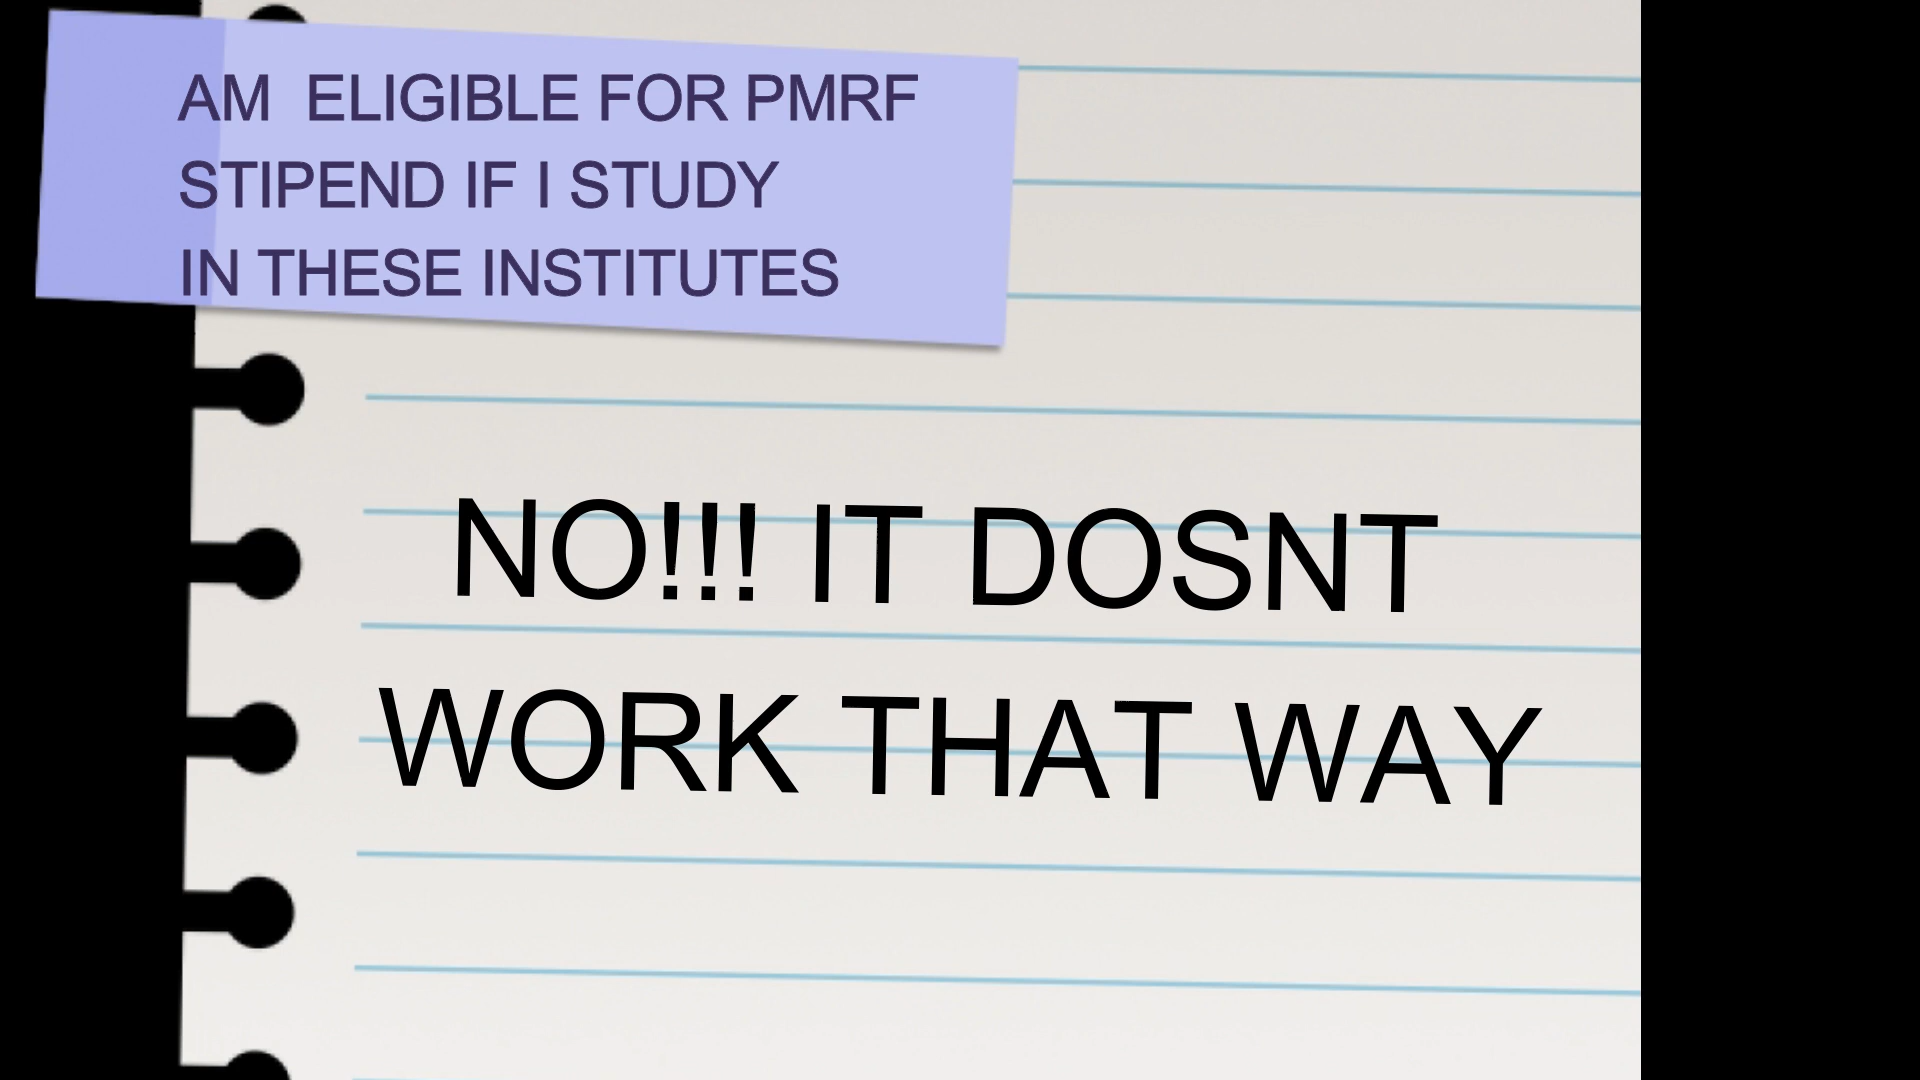 AM ELIGIBLE FOR PMRF
STIPEND IF I STUDY
IN THESE INSTITUTES
NO!!! IT DOSNT
WORK THAT WAY